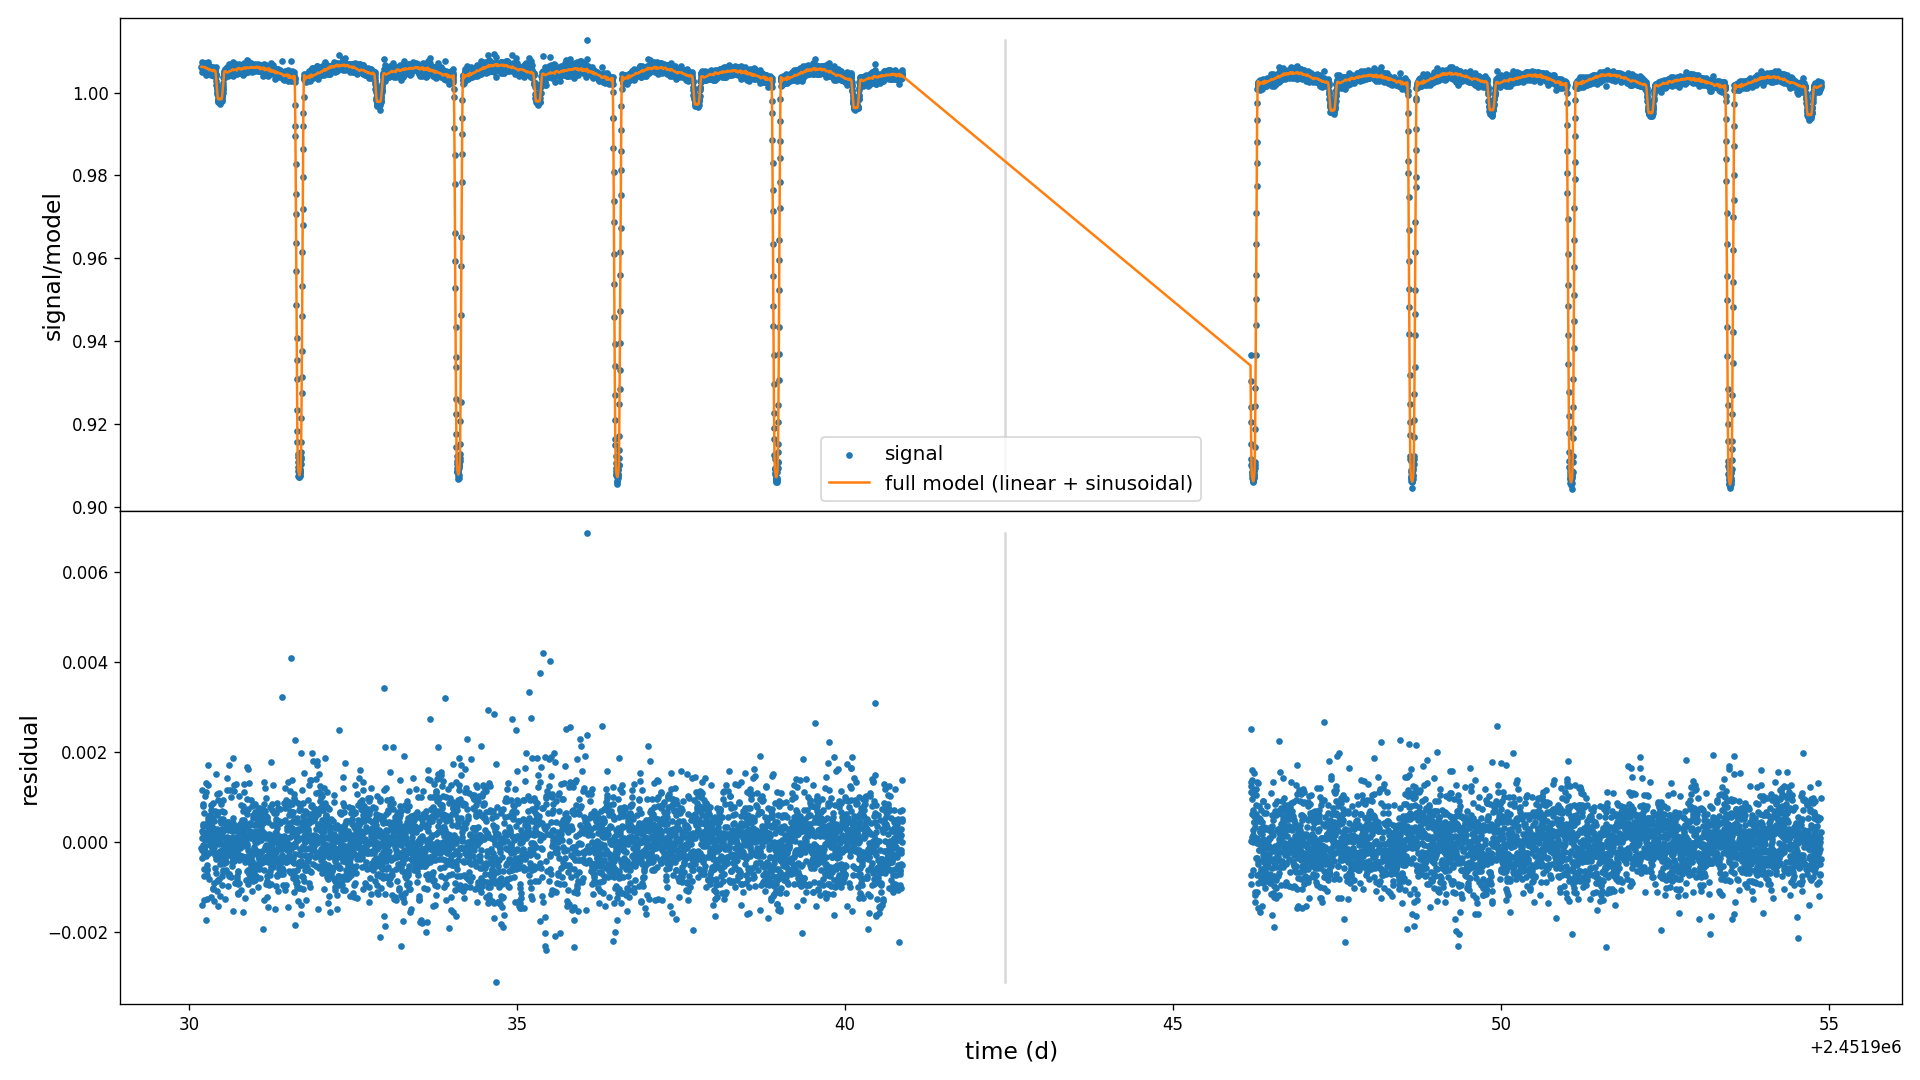 signal/model
1.00
0.98
0.96
0.94
0.92
0.90
signal
full model (linear + sinusoidal)
residual
0.006
0.004
0.002
0.000
−0.002
30 35 40 45 50 55
time (d)
+2.4519e6